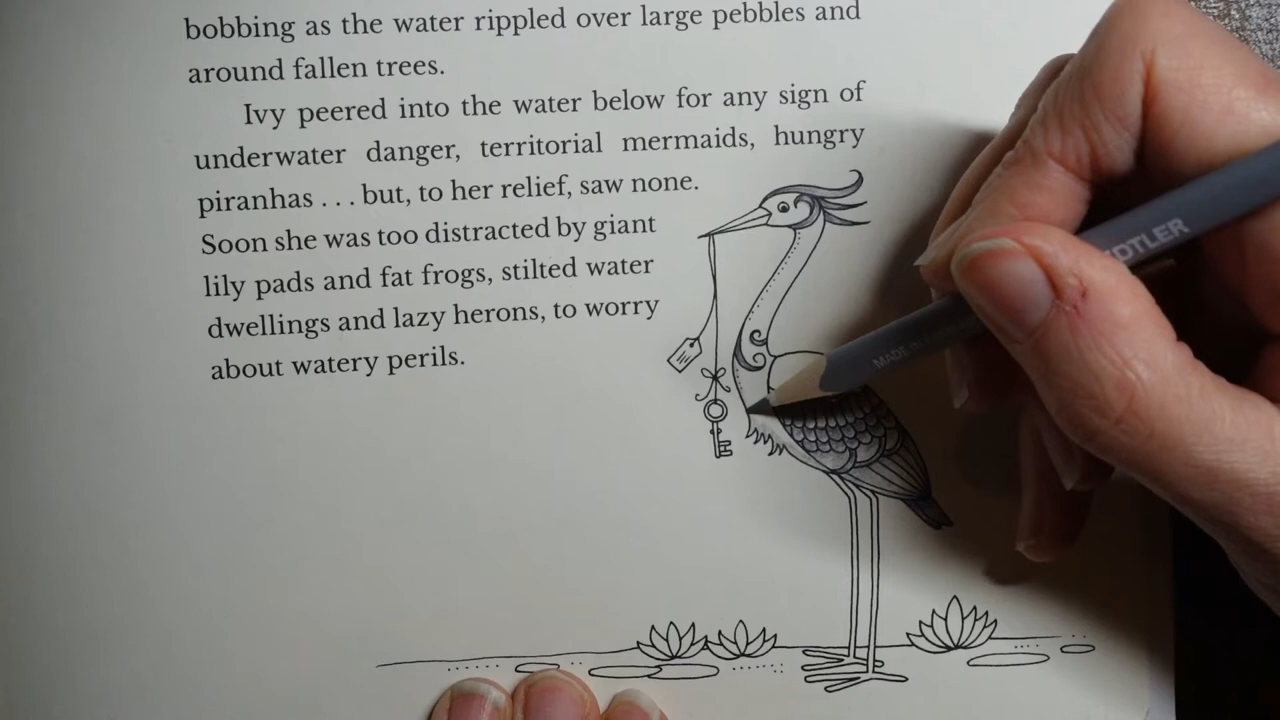 bobbing as the water rippled over large pebbles and
around fallen trees.
Ivy peered into the water below for any sign of
underwater danger, territorial mermaids, hungry
piranhas . . . but, to her relief, saw none.
Soon she was too distracted by giant
lily pads and fat frogs, stilted water
dwellings and lazy herons, to worry
about watery perils.
MADE IN